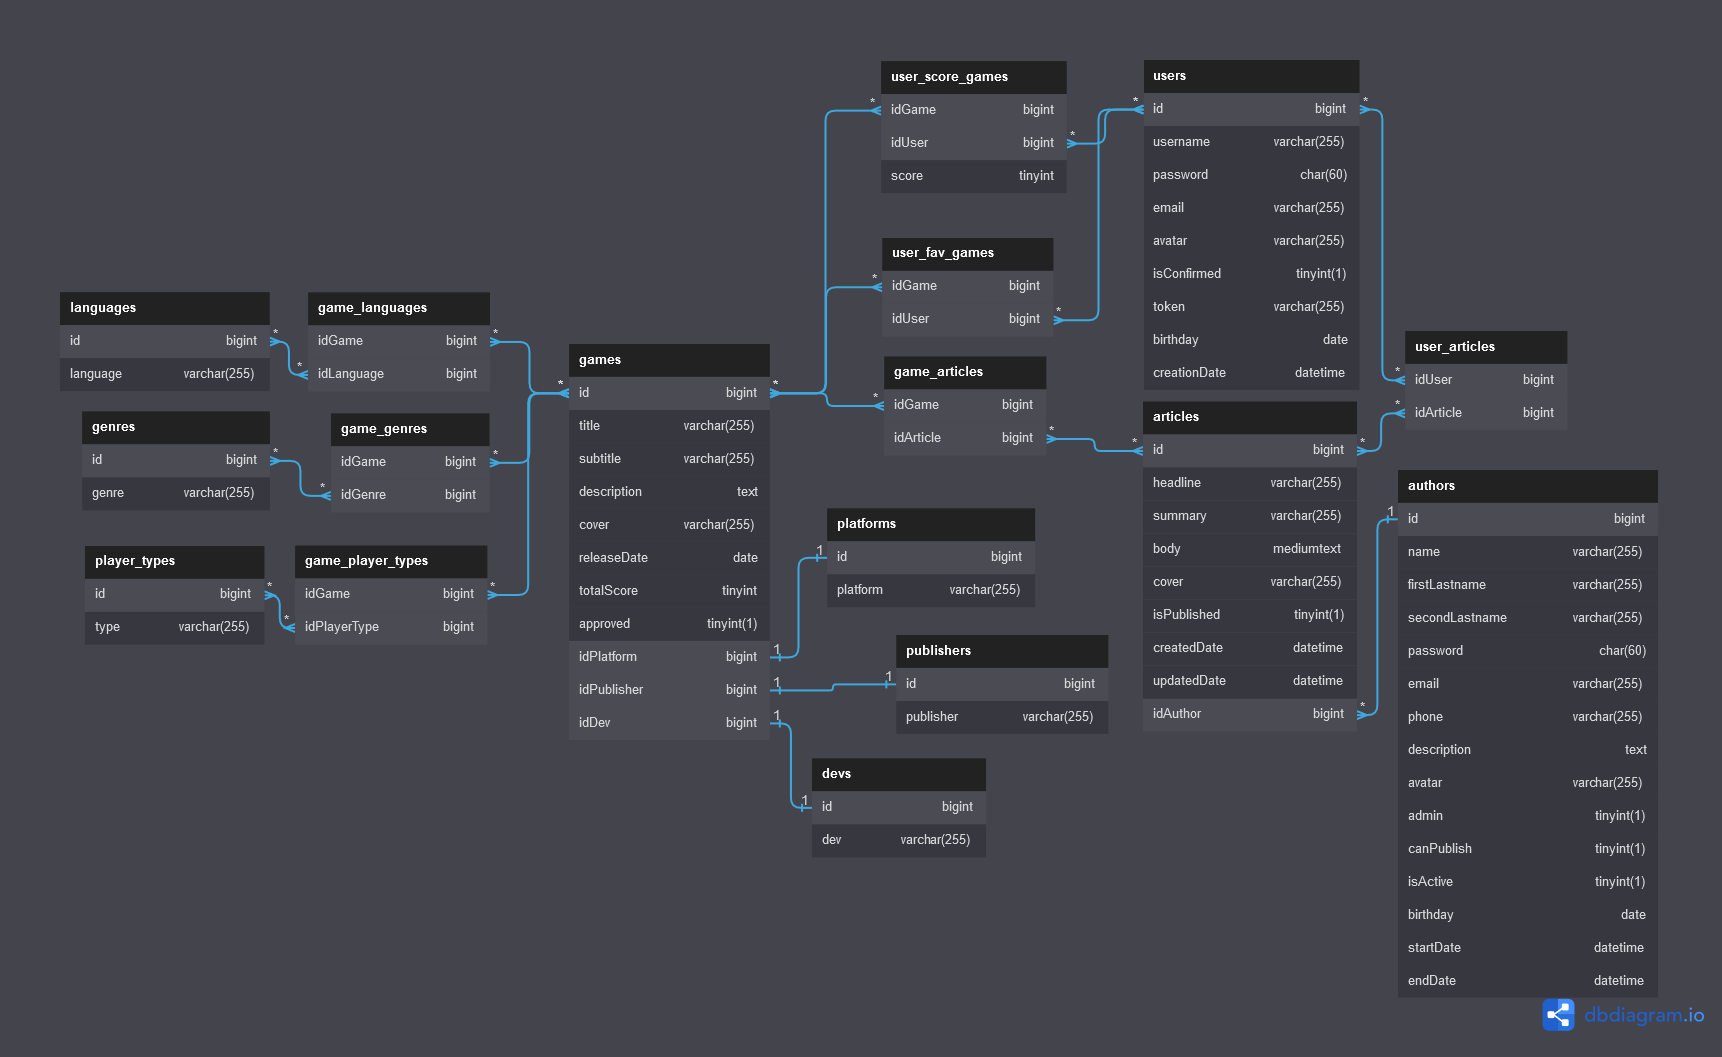 user_score_games
idGame bigint
idUser bigint
score tinyint
users
id bigint
username varchar(255)
password char(60)
email varchar(255)
avatar varchar(255)
isConfirmed tinyint(1)
token varchar(255)
birthday date
creationDate datetime
user_fav_games
idGame bigint
idUser bigint
languages
id bigint
language varchar(255)
game_languages
idGame bigint
idLanguage bigint
games
id bigint
title varchar(255)
subtitle varchar(255)
description text
cover varchar(255)
releaseDate date
totalScore tinyint
approved tinyint(1)
idPlatform bigint
idPublisher bigint
idDev bigint
game_articles
idGame bigint
idArticle bigint
user_articles
idUser bigint
idArticle bigint
genres
id bigint
genre varchar(255)
game_genres
idGame bigint
idGenre bigint
articles
id bigint
headline varchar(255)
summary varchar(255)
body mediumtext
cover varchar(255)
isPublished tinyint(1)
createdDate datetime
updatedDate datetime
idAuthor bigint
authors
id bigint
name varchar(255)
firstLastname varchar(255)
secondLastname varchar(255)
password char(60)
email varchar(255)
phone varchar(255)
description text
avatar varchar(255)
admin tinyint(1)
canPublish tinyint(1)
isActive tinyint(1)
birthday date
startDate datetime
endDate datetime
player_types
id bigint
type varchar(255)
game_player_types
idGame bigint
idPlayerType bigint
platforms
id bigint
platform varchar(255)
publishers
id bigint
publisher varchar(255)
devs
id bigint
dev varchar(255)
* * * * * * * * * * * * * * * * * * * * * * *
1 1 1 1 1 1 1
dbdiagram.io